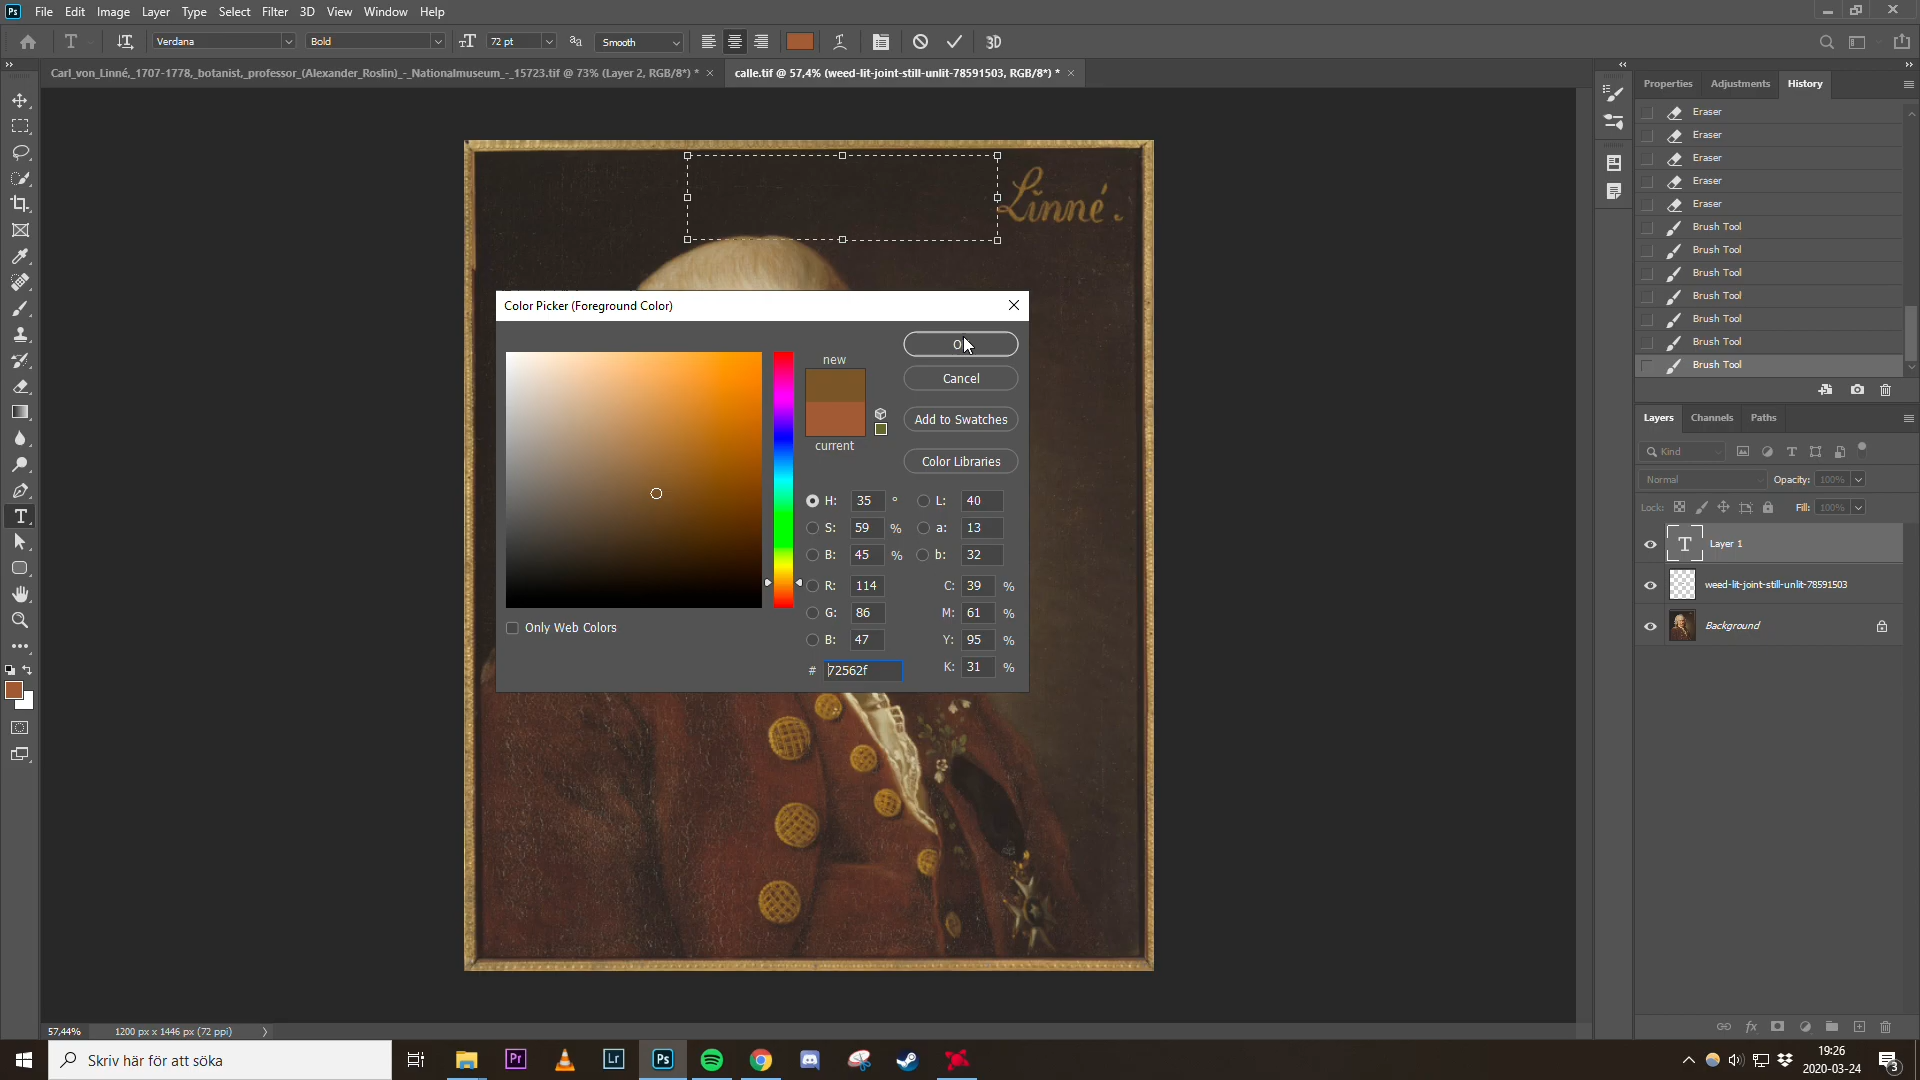 Ps File Edit Image Layer Type Select Filter 3D View Window Help
Verdana Bold 72 pt Smooth 3D
Carl_von_Linné,_1707-1778,_botanist,_professor_(Alexander_Roslin)_-_Nationalmuseum_-_15723.tif @ 73% (Layer 2, RGB/8*) * × calle.tif @ 57,4% (weed-lit-joint-still-unlit-78591503, RGB/8*) * ×
Linné.
Color Picker (Foreground Color)
new
current
Cancel
Add to Swatches
Color Libraries
H: 35 ° L: 40
S: 59 % a: 13
B: 45 % b: 32
R: 114 C: 39 %
G: 86 M: 61 %
B: 47 Y: 95 %
# 72562f K: 31 %
Only Web Colors
Properties Adjustments History
Eraser
Eraser
Eraser
Eraser
Eraser
Brush Tool
Brush Tool
Brush Tool
Brush Tool
Brush Tool
Brush Tool
Brush Tool
Layers Channels Paths
Kind
Normal Opacity: 100%
Lock: Fill: 100%
T Layer 1
weed-lit-joint-still-unlit-78591503
Background
57,44% 1200 px x 1446 px (72 ppi)
Skriv här för att söka
Pr Lr Ps
19:26
2020-03-24
3